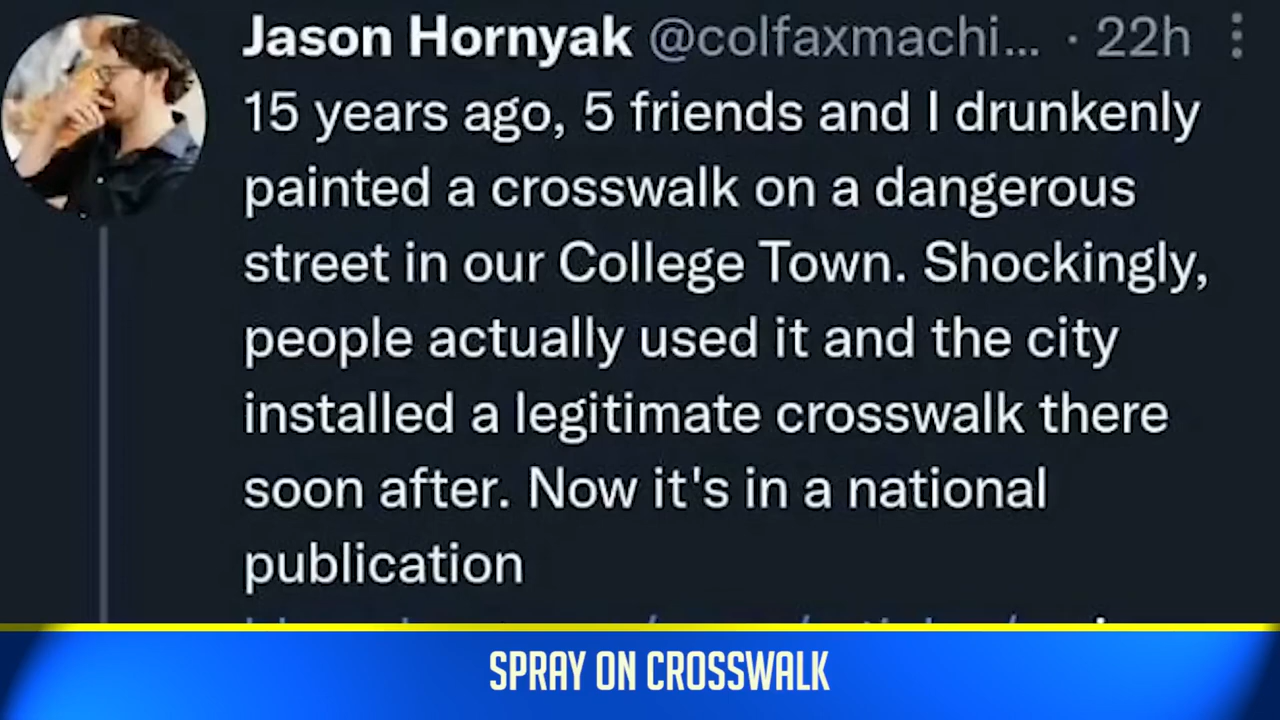 Jason Hornyak @colfaxmachi... · 22h
15 years ago, 5 friends and I drunkenly
painted a crosswalk on a dangerous
street in our College Town. Shockingly,
people actually used it and the city
installed a legitimate crosswalk there
soon after. Now it's in a national
publication
SPRAY ON CROSSWALK